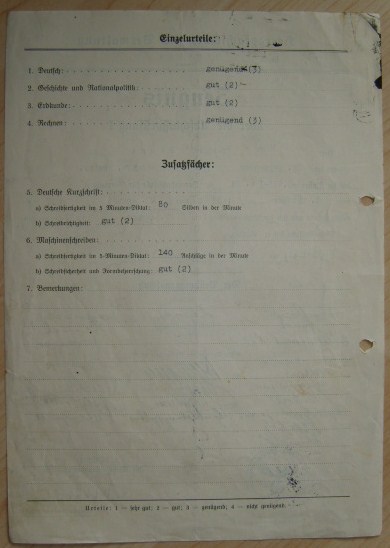 Einzelurteile:
1. Deutsch: genügend (3)
2. Geschichte und Nationalpolitik: gut (2)
3. Erdkunde: gut (2)
4. Rechnen: genügend (3)
Zusatzfächer:
5. Deutsche Kurzschrift:
a) Schreibfertigkeit im 5 Minuten-Diktat: 80 Silben in der Minute
b) Schreibrichtigkeit: gut (2)
6. Maschinenschreiben:
a) Schreibfertigkeit im 5-Minuten-Diktat: 140 Anschläge in der Minute
b) Schreibsicherheit und Formbeherrschung: gut (2)
7. Bemerkungen:
Urteile: 1 — sehr gut; 2 — gut; 3 — genügend; 4 — nicht genügend.